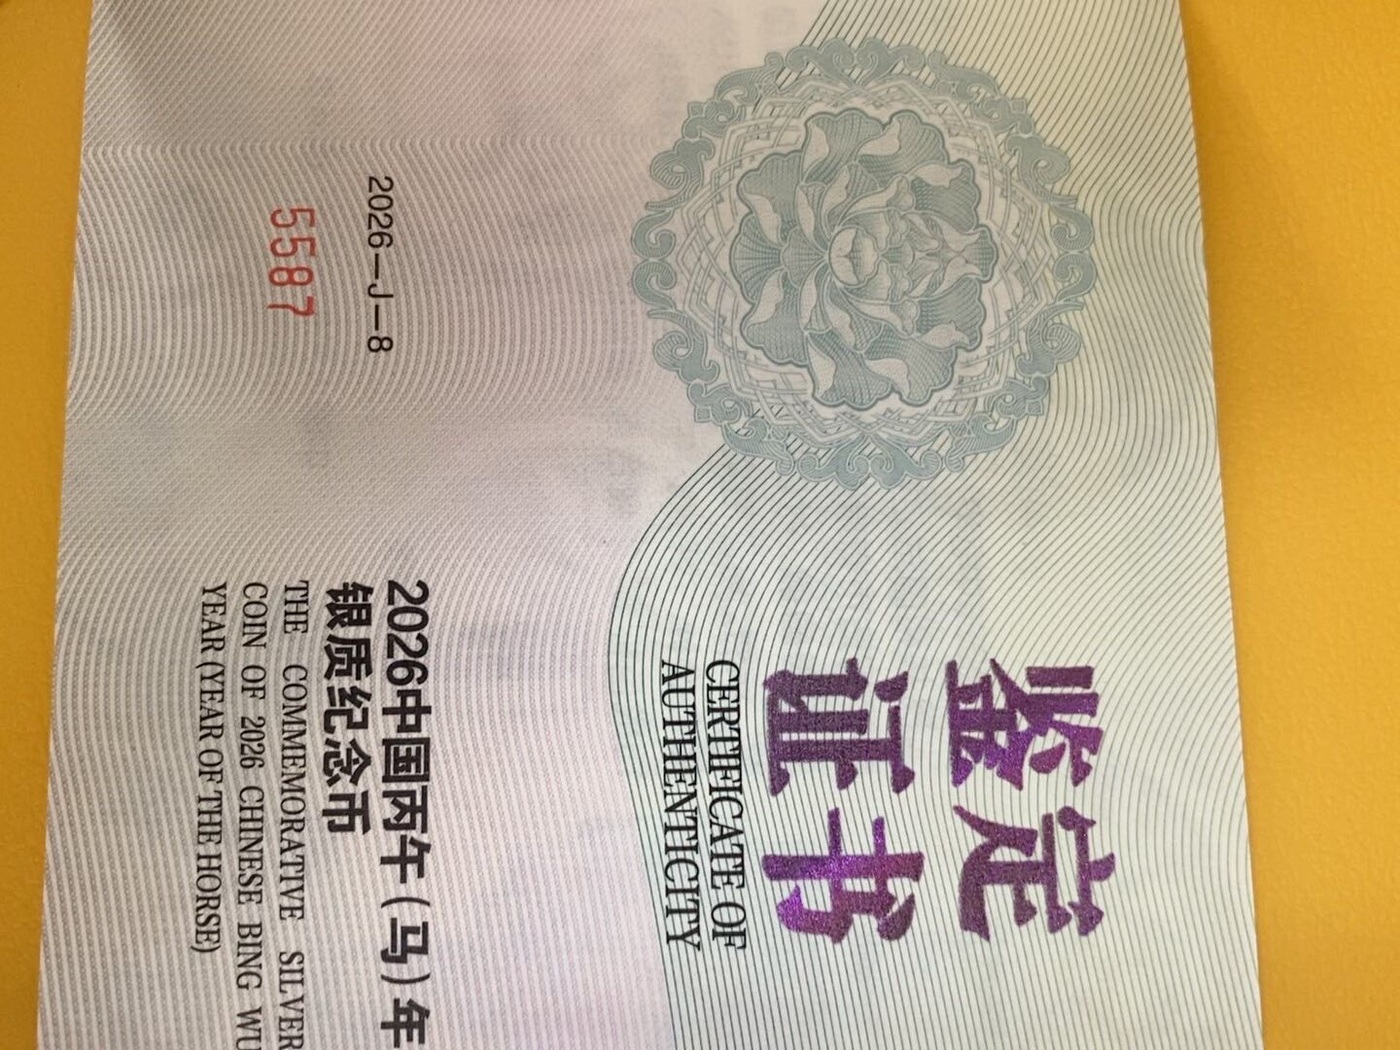 鉴定
证书
CERTIFICATE OF
AUTHENTICITY
2026—J—8
5587
2026中国丙午(马)年
银质纪念币
THE COMMEMORATIVE SILVER
COIN OF 2026 CHINESE BING WU
YEAR (YEAR OF THE HORSE)